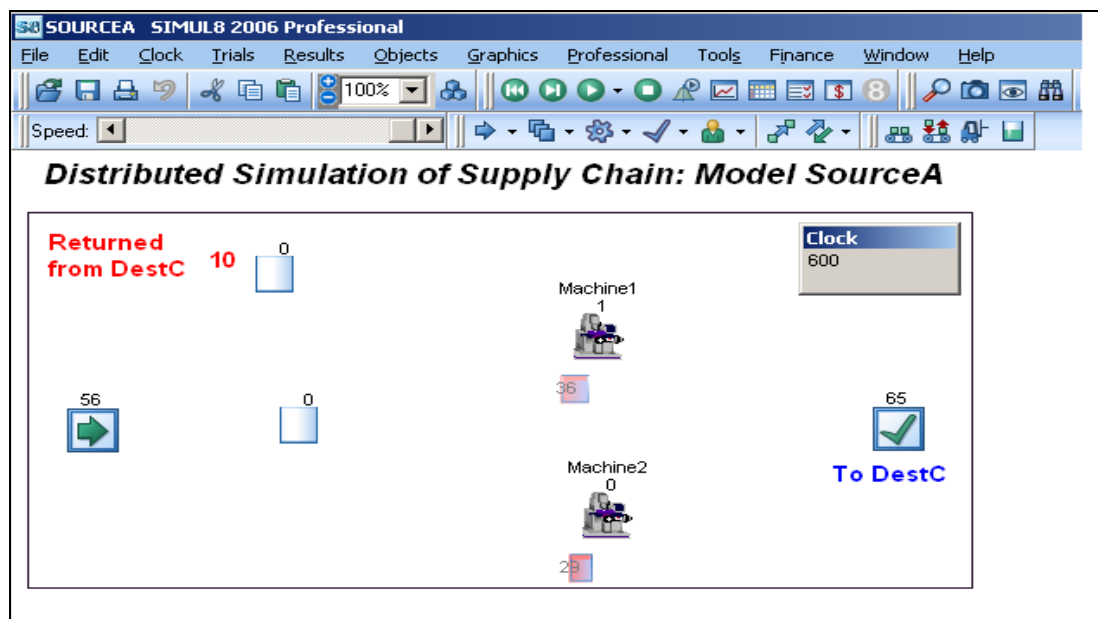 S8 SOURCEA SIMUL8 2006 Professional
File Edit Clock Trials Results Objects Graphics Professional Tools Finance Window Help
100%
Speed:
Distributed Simulation of Supply Chain: Model SourceA
Returned
from DestC
10
0
Clock
600
Machine1
1
36
56
0
65
To DestC
Machine2
0
29